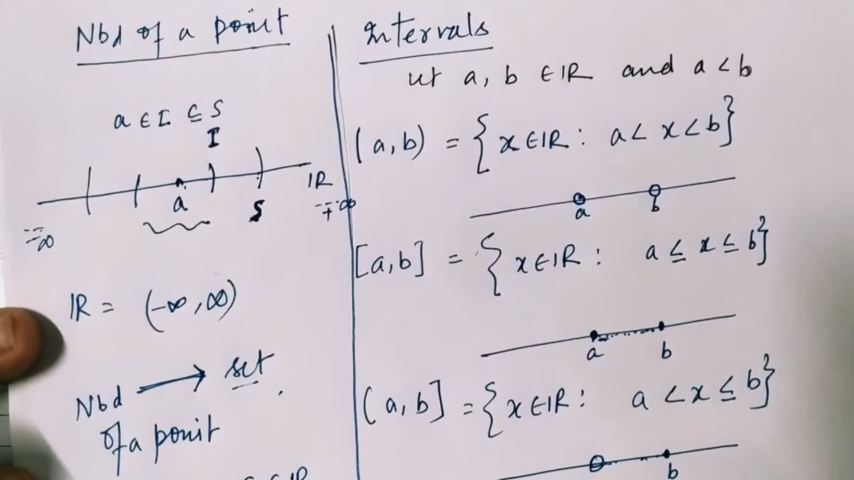 Nbd of a point
a ∈ I ⊆ S
I
a
S
IR
-∞
+∞
IR = (-∞, ∞)
Nbd → set
of a point
Intervals
Let a, b ∈ IR and a < b
(a, b) = {x ∈ IR : a < x < b}
a b
[a, b] = {x ∈ IR : a ≤ x ≤ b}
a b
(a, b] = {x ∈ IR : a < x ≤ b}
b